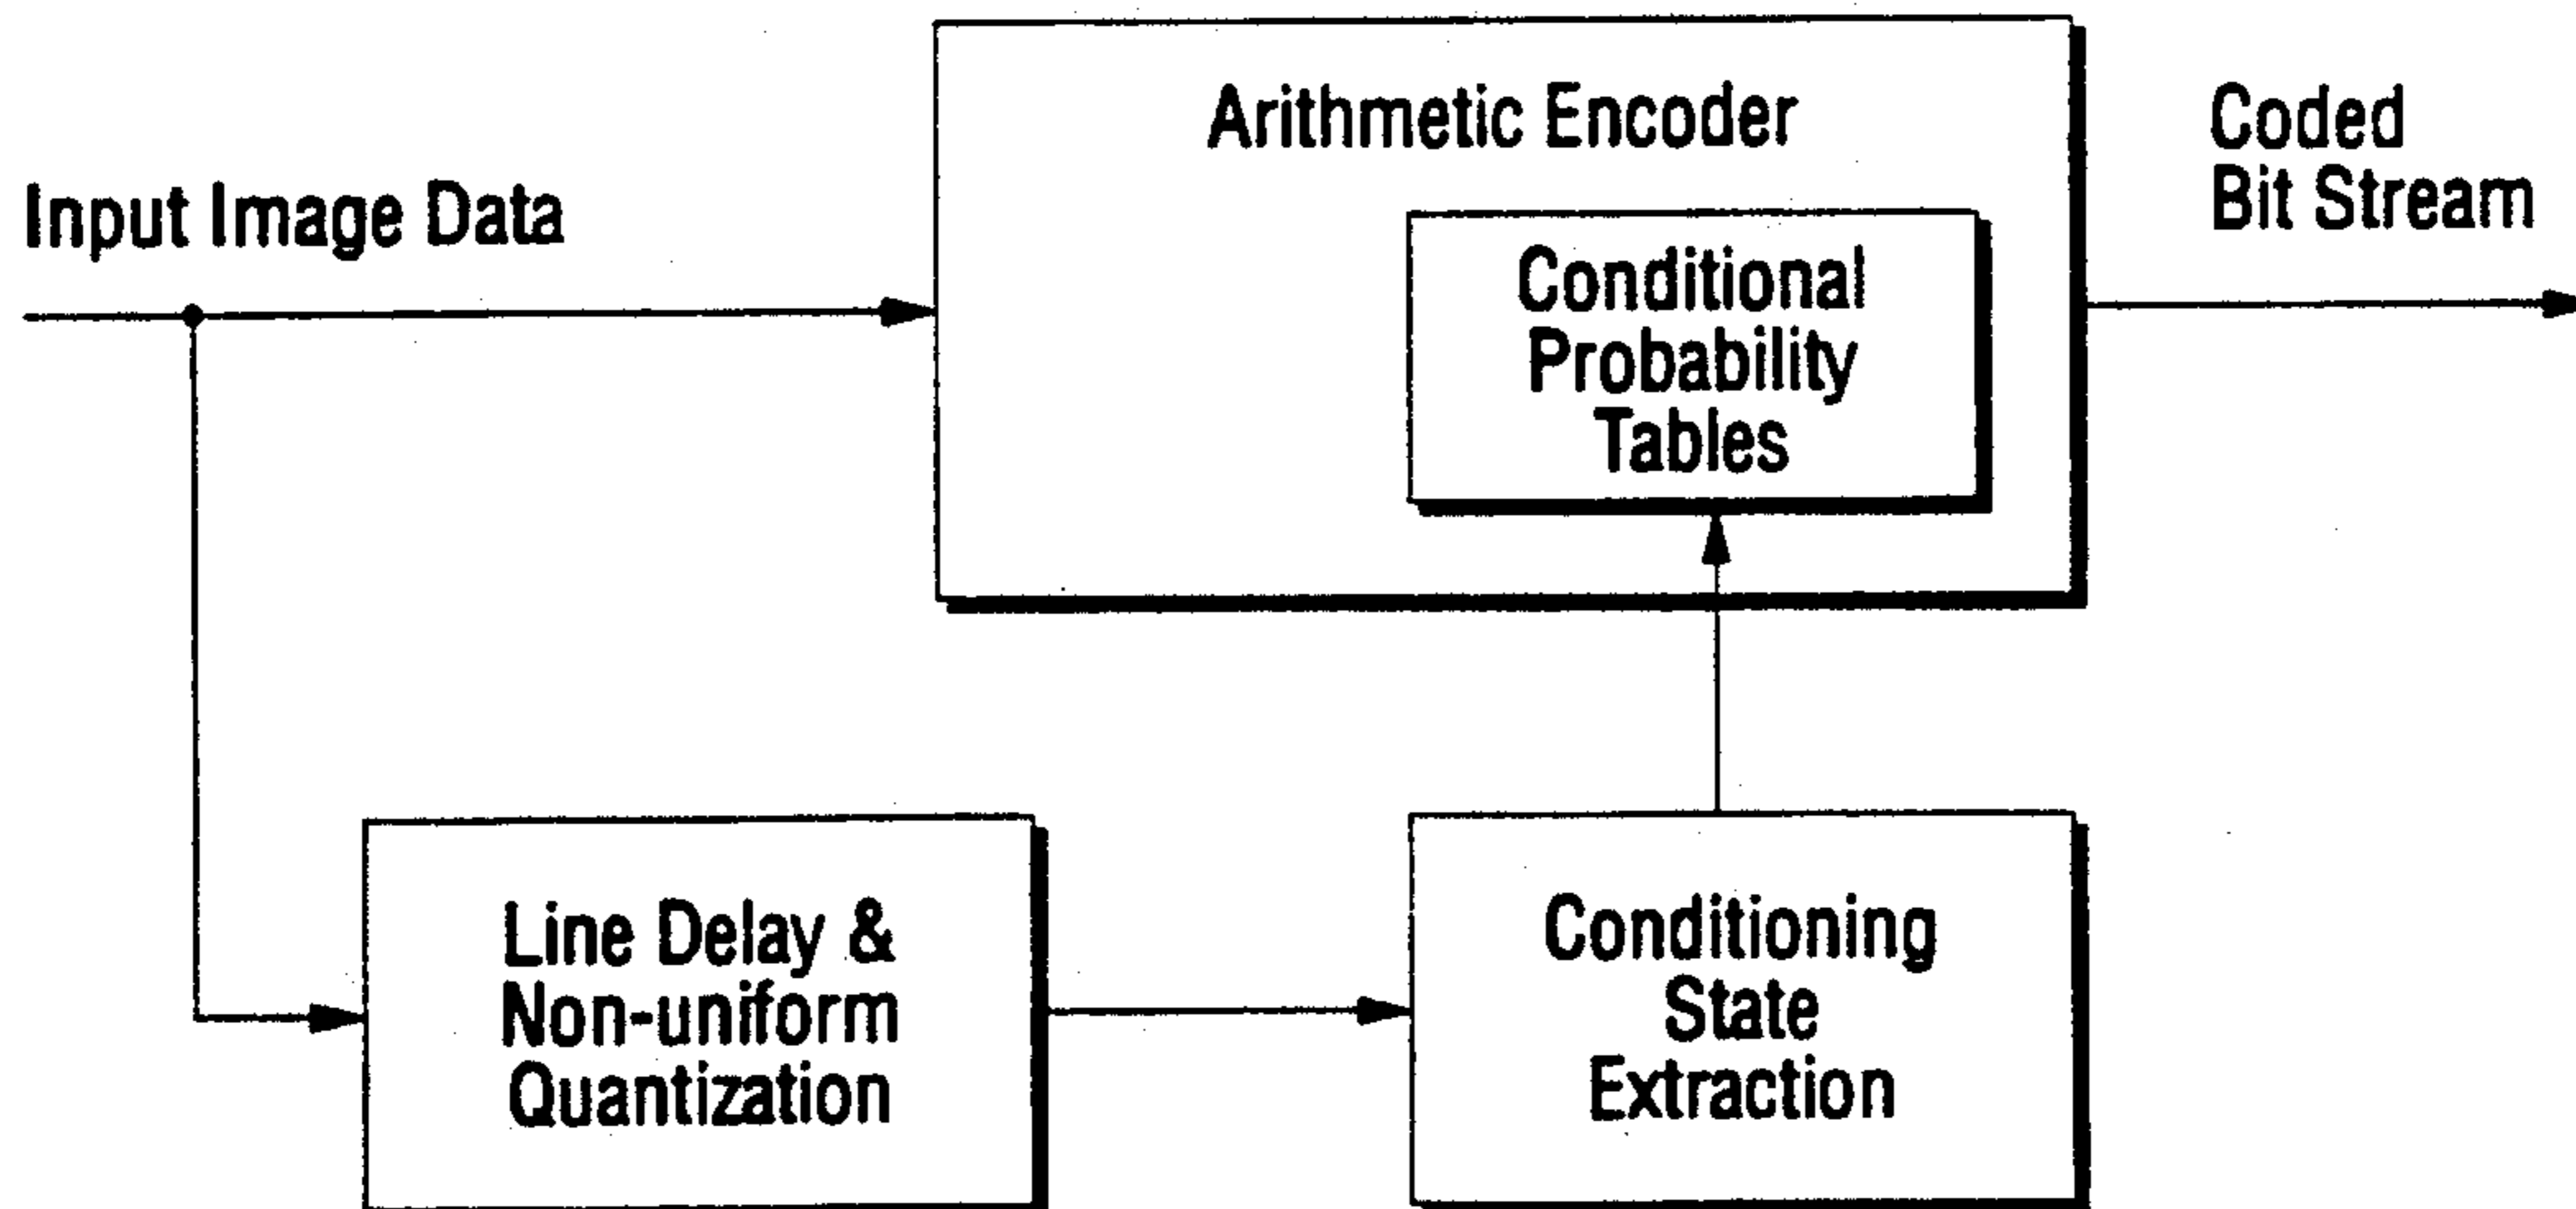 Input Image Data
Arithmetic Encoder
Conditional
Probability
Tables
Coded
Bit Stream
Line Delay &
Non-uniform
Quantization
Conditioning
State
Extraction